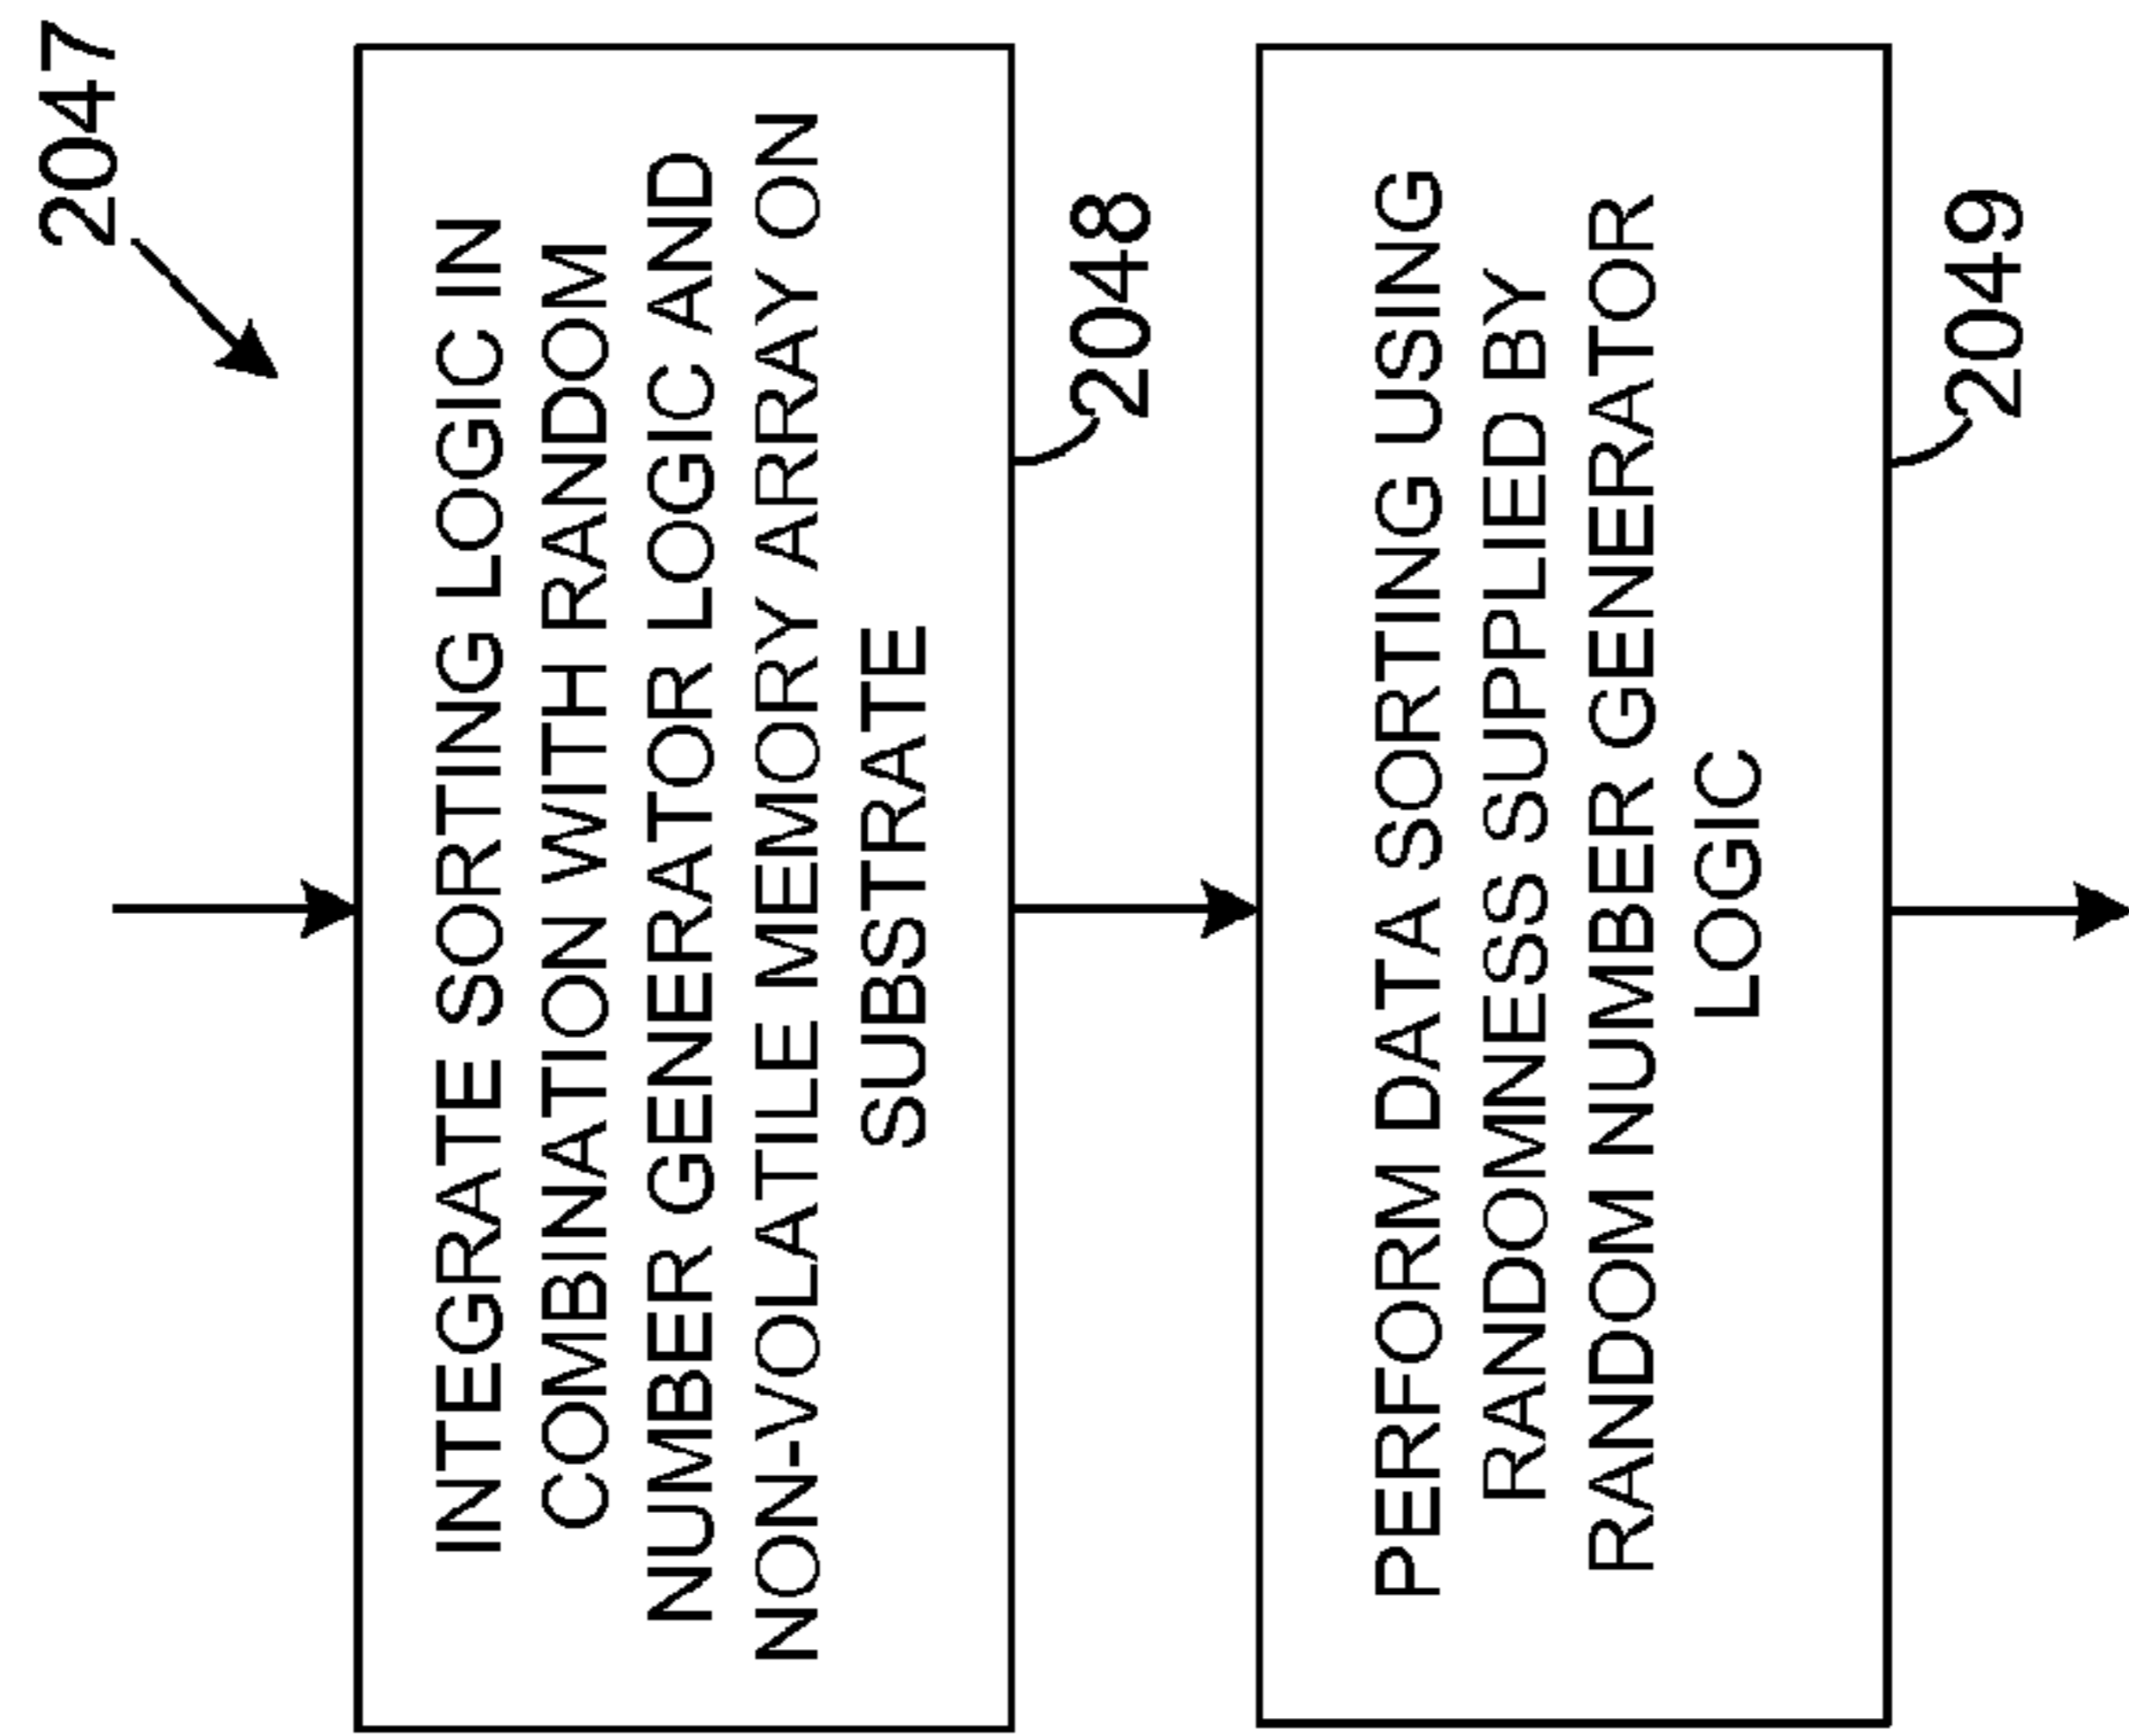 2047
INTEGRATE SORTING LOGIC IN
COMBINATION WITH RANDOM
NUMBER GENERATOR LOGIC AND
NON-VOLATILE MEMORY ARRAY ON
SUBSTRATE
2048
PERFORM DATA SORTING USING
RANDOMNESS SUPPLIED BY
RANDOM NUMBER GENERATOR
LOGIC
2049